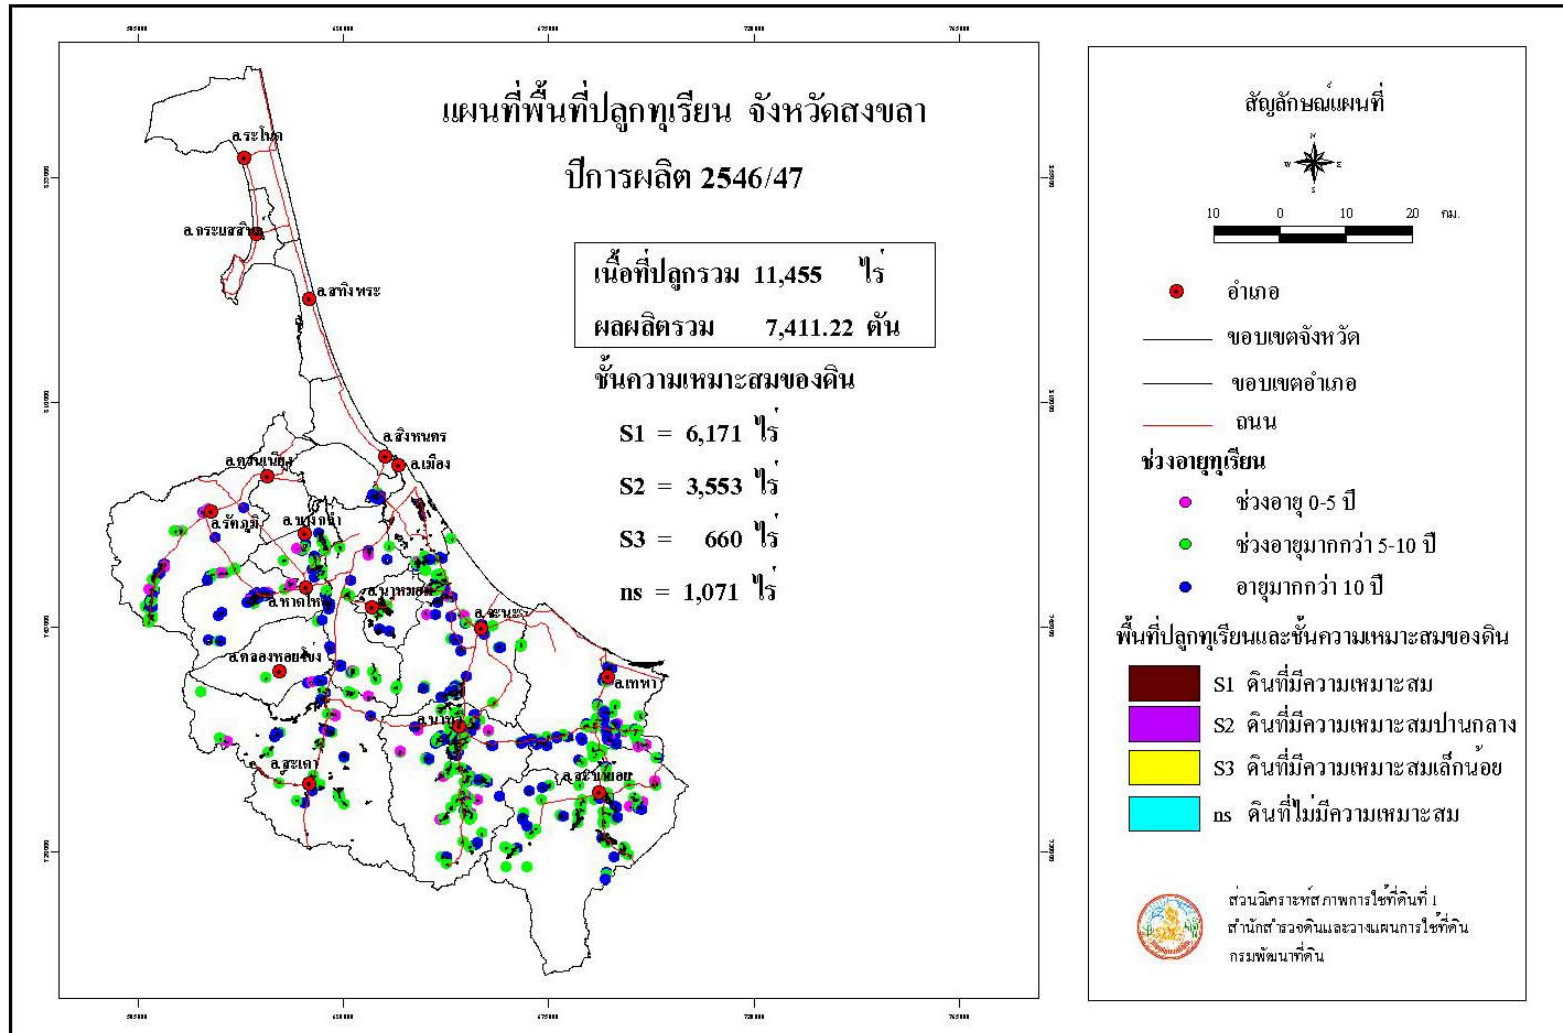 แผนที่พื้นที่ปลูกทุเรียน จังหวัดสงขลา
ปีการผลิต 2546/47
เนื้อที่ปลูกรวม 11,455 ไร่
ผลผลิตรวม 7,411.22 ตัน
ชั้นความเหมาะสมของดิน
S1 = 6,171 ไร่
S2 = 3,553 ไร่
S3 = 660 ไร่
ns = 1,071 ไร่
อ.ระโนด
อ.กระแสสินธุ์
อ.สทิงพระ
อ.สิงหนคร
อ.เมือง
อ.ควนเนียง
อ.รัตภูมิ
อ.บางกล่ำ
อ.หาดใหญ่
อ.นาหม่อม
อ.จะนะ
อ.คลองหอยโข่ง
อ.เทพา
อ.นาทวี
อ.สะเดา
อ.สะบ้าย้อย
สัญลักษณ์แผนที่
N
W E
S
10 0 10 20 กม.
อำเภอ
ขอบเขตจังหวัด
ขอบเขตอำเภอ
ถนน
ช่วงอายุทุเรียน
ช่วงอายุ 0-5 ปี
ช่วงอายุมากกว่า 5-10 ปี
อายุมากกว่า 10 ปี
พื้นที่ปลูกทุเรียนและชั้นความเหมาะสมของดิน
S1 ดินที่มีความเหมาะสม
S2 ดินที่มีความเหมาะสมปานกลาง
S3 ดินที่มีความเหมาะสมเล็กน้อย
ns ดินที่ไม่มีความเหมาะสม
ส่วนวิเคราะห์สภาพการใช้ที่ดินที่ 1
สำนักสำรวจดินและวางแผนการใช้ที่ดิน
กรมพัฒนาที่ดิน